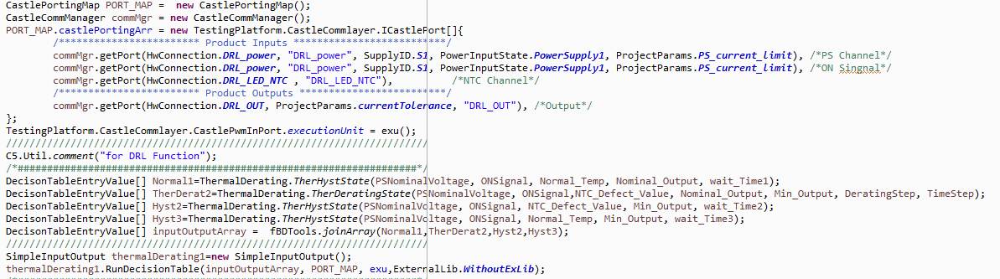 CastlePortingMap PORT_MAP =  new CastlePortingMap();
CastleCommManager commMgr = new CastleCommManager();
PORT_MAP.castlePortingArr = new TestingPlatform.CastleCommlayer.ICastlePort[]{
/************************ Product Inputs **************************/
commMgr.getPort(HwConnection.DRL_power, "DRL_power", SupplyID.S1, PowerInputState.PowerSupply1, ProjectParams.PS_current_limit), /*PS Channel*/
commMgr.getPort(HwConnection.DRL_power, "DRL_power", SupplyID.S1, PowerInputState.PowerSupply1, ProjectParams.PS_current_limit), /*ON Singnal*/
commMgr.getPort(HwConnection.DRL_LED_NTC , "DRL_LED_NTC"),          /*NTC Channel*/
/************************ Product Outputs *************************/
commMgr.getPort(HwConnection.DRL_OUT, ProjectParams.currentTolerance, "DRL_OUT"), /*Output*/
};
TestingPlatform.CastleCommlayer.CastlePwmInPort.executionUnit = exu();
////////////////////////////////////////////////////////////////////////
C5.Util.comment("for DRL Function");
/*####################################################################*/
DecisonTableEntryValue[] Normal1=ThermalDerating.TherHystState(PSNominalVoltage, ONSignal, Normal_Temp, Nominal_Output, wait_Time1);
DecisonTableEntryValue[] TherDerat2=ThermalDerating.TherDeratingState(PSNominalVoltage, ONSignal,NTC_Defect_Value, Nominal_Output, Min_Output, DeratingStep, TimeStep);
DecisonTableEntryValue[] Hyst2=ThermalDerating.TherHystState(PSNominalVoltage, ONSignal, NTC_Defect_Value, Min_Output, wait_Time2);
DecisonTableEntryValue[] Hyst3=ThermalDerating.TherHystState(PSNominalVoltage, ONSignal, Normal_Temp, Min_Output, wait_Time3);
DecisonTableEntryValue[] inputOutputArray =  fBDTools.joinArray(Normal1,TherDerat2,Hyst2,Hyst3);
////////////////////////////////////////////////////////////////////////
SimpleInputOutput thermalDerating1=new SimpleInputOutput();
thermalDerating1.RunDecisionTable(inputOutputArray, PORT_MAP, exu,ExternalLib.WithoutExLib);